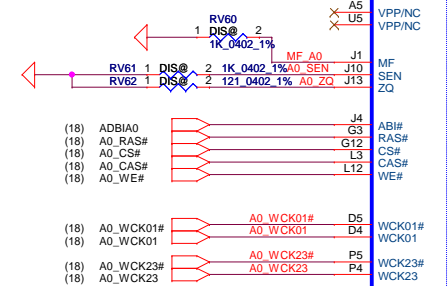 A5 VPP/NC
U5 VPP/NC
RV60
1 DIS@ 2
1K_0402_1%
MF_A0 J1 MF
RV61 1 DIS@ 2 1K_0402_1% A0_SEN J10 SEN
RV62 1 DIS@ 2 121_0402_1% A0_ZQ J13 ZQ
(18) ADBIA0 J4 ABI#
(18) A0_RAS# G3 RAS#
(18) A0_CS# G12 CS#
(18) A0_CAS# L3 CAS#
(18) A0_WE# L12 WE#
(18) A0_WCK01# A0_WCK01# D5 WCK01#
(18) A0_WCK01 A0_WCK01 D4 WCK01
(18) A0_WCK23# A0_WCK23# P5 WCK23#
(18) A0_WCK23 A0_WCK23 P4 WCK23